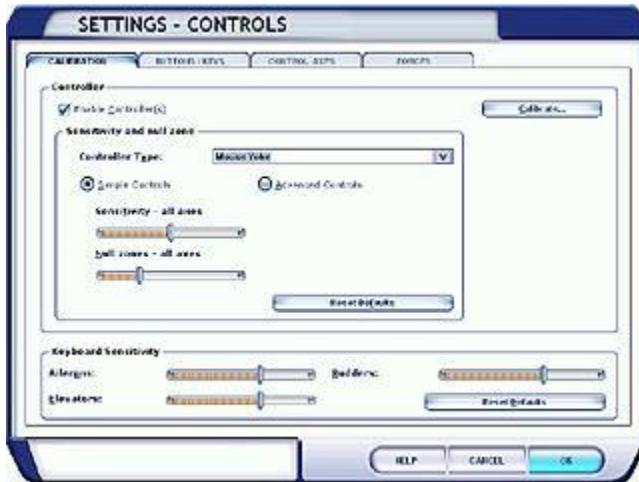 SETTINGS - CONTROLS
CALIBRATION BUTTONS / KEYS CONTROL AXES FORCES
Controller
Enable Controller(s) Calibrate...
Sensitivity and null zone
Controller Type: Yoke
Simple Controls Advanced Controls
Sensitivity - all axes
Null zones - all axes
Reset Defaults
Keyboard Sensitivity
Ailerons: Rudders:
Elevators: Reset Defaults
HELP CANCEL OK